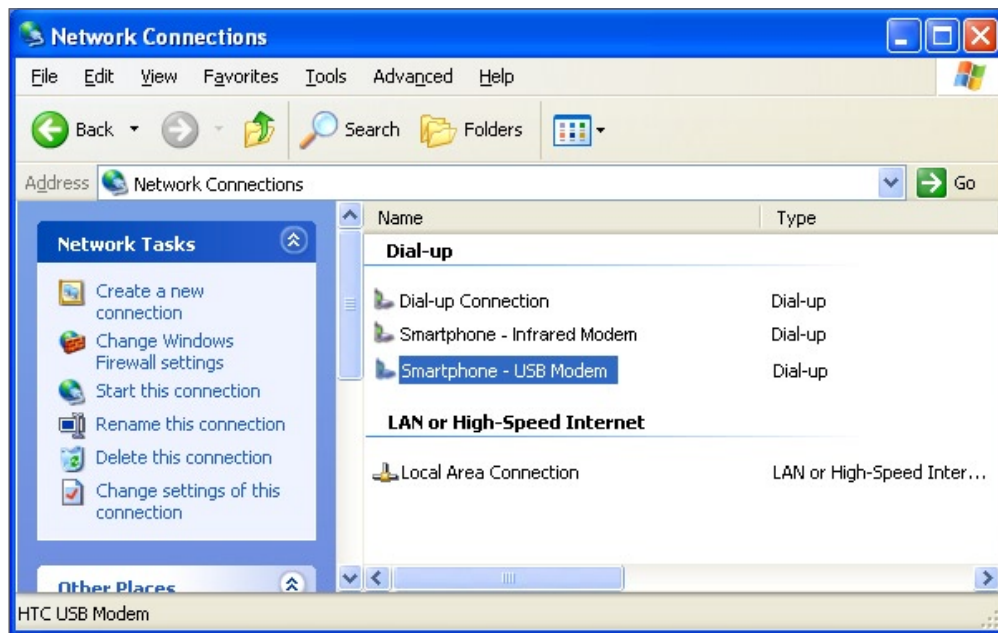 Network Connections
File Edit View Favorites Tools Advanced Help
Back Search Folders
Address Network Connections Go
Network Tasks
Create a new
connection
Change Windows
Firewall settings
Start this connection
Rename this connection
Delete this connection
Change settings of this
connection
Other Places
Name Type
Dial-up
Dial-up Connection Dial-up
Smartphone - Infrared Modem Dial-up
Smartphone - USB Modem Dial-up
LAN or High-Speed Internet
Local Area Connection LAN or High-Speed Inter...
HTC USB Modem